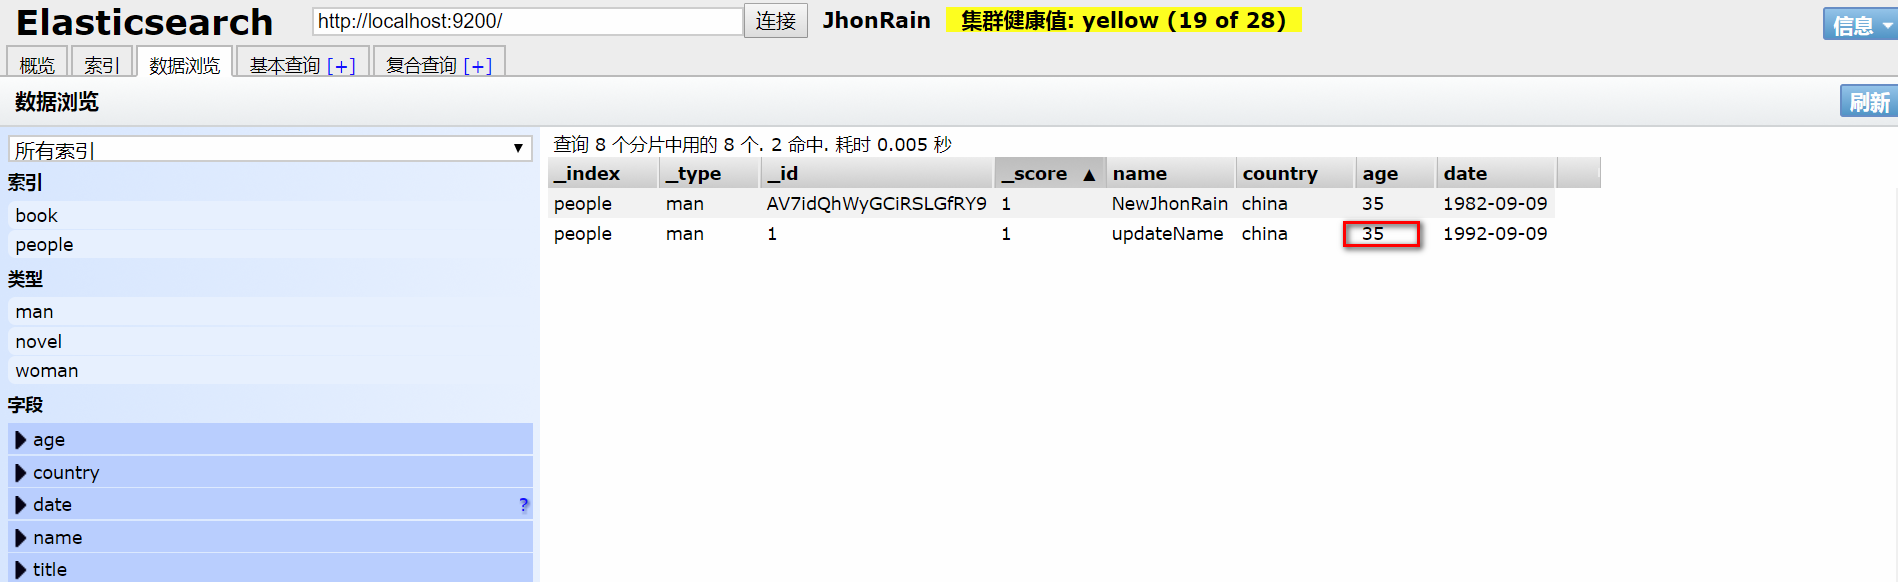 Elasticsearch http://localhost:9200/ 连接 JhonRain 集群健康值: yellow (19 of 28) 信息
概览 索引 数据浏览 基本查询 [+] 复合查询 [+]
数据浏览 刷新
所有索引
索引
book
people
类型
man
novel
woman
字段
age
country
date ?
name
title
查询 8 个分片中用的 8 个. 2 命中. 耗时 0.005 秒
_index _type _id _score ▲ name country age date
people man AV7idQhWyGCiRSLGfRY9 1 NewJhonRain china 35 1982-09-09
people man 1 1 updateName china 35 1992-09-09